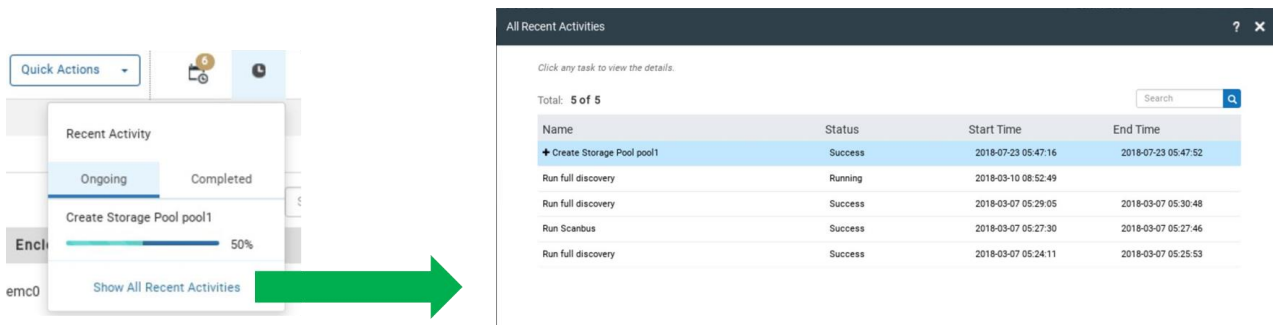 Quick Actions
6
Recent Activity
Ongoing Completed
Create Storage Pool pool1
50%
Encl
emc0
Show All Recent Activities
All Recent Activities ?
Click any task to view the details.
Total: 5 of 5
Search
Name Status Start Time End Time
+ Create Storage Pool pool1 Success 2018-07-23 05:47:16 2018-07-23 05:47:52
Run full discovery Running 2018-03-10 08:52:49
Run full discovery Success 2018-03-07 05:29:05 2018-03-07 05:30:48
Run Scanbus Success 2018-03-07 05:27:30 2018-03-07 05:27:46
Run full discovery Success 2018-03-07 05:24:11 2018-03-07 05:25:53